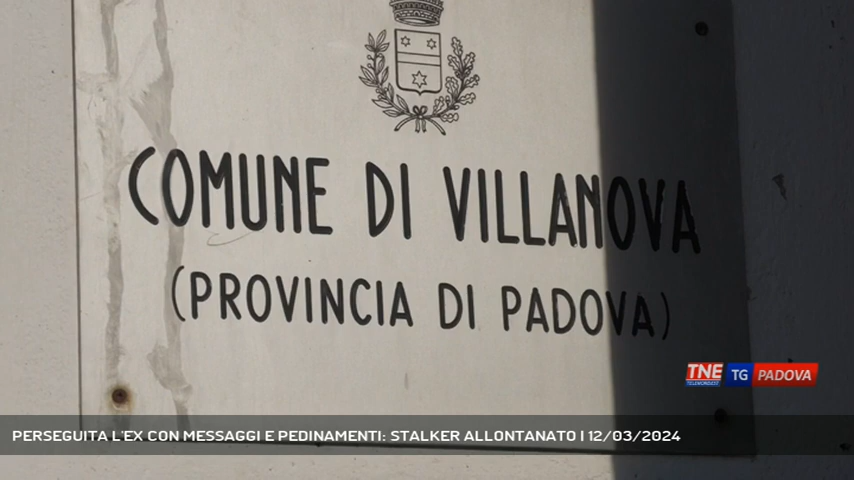 COMUNE DI VILLANOVA
(PROVINCIA DI PADOVA)
TNE TG PADOVA
TELENORDEST
PERSEGUITA L'EX CON MESSAGGI E PEDINAMENTI: STALKER ALLONTANATO | 12/03/2024